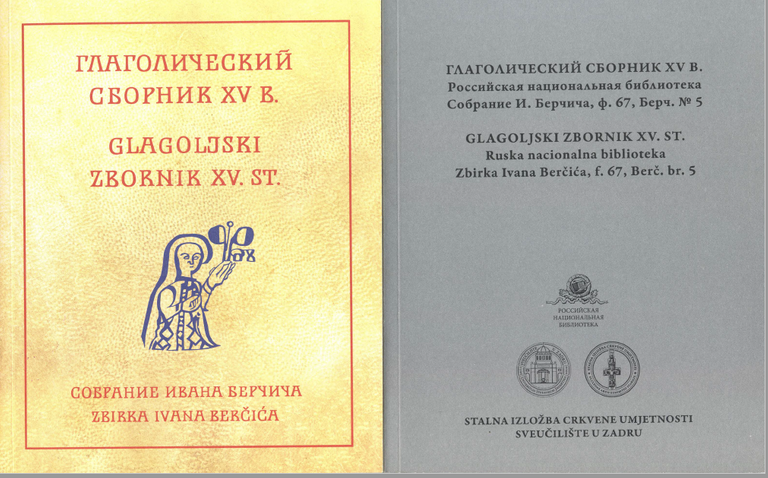 ГЛАГОЛИЧЕСКИЙ
СБОРНИК XV В.
GLAGOLJSKI
ZBORNIK XV. ST.
СОБРАНИЕ ИВАНА БЕРЧИЧА
ZBIRKA IVANA BERČIĆA
ГЛАГОЛИЧЕСКИЙ СБОРНИК XV В.
Российская национальная библиотека
Собрание И. Берчича, ф. 67, Берч. № 5
GLAGOLJSKI ZBORNIK XV. ST.
Ruska nacionalna biblioteka
Zbirka Ivana Berčića, f. 67, Berč. br. 5
РОССИЙСКАЯ
НАЦИОНАЛЬНАЯ
БИБЛИОТЕКА
STALNA IZLOŽBA CRKVENE UMJETNOSTI
SVEUČILIŠTE U ZADRU